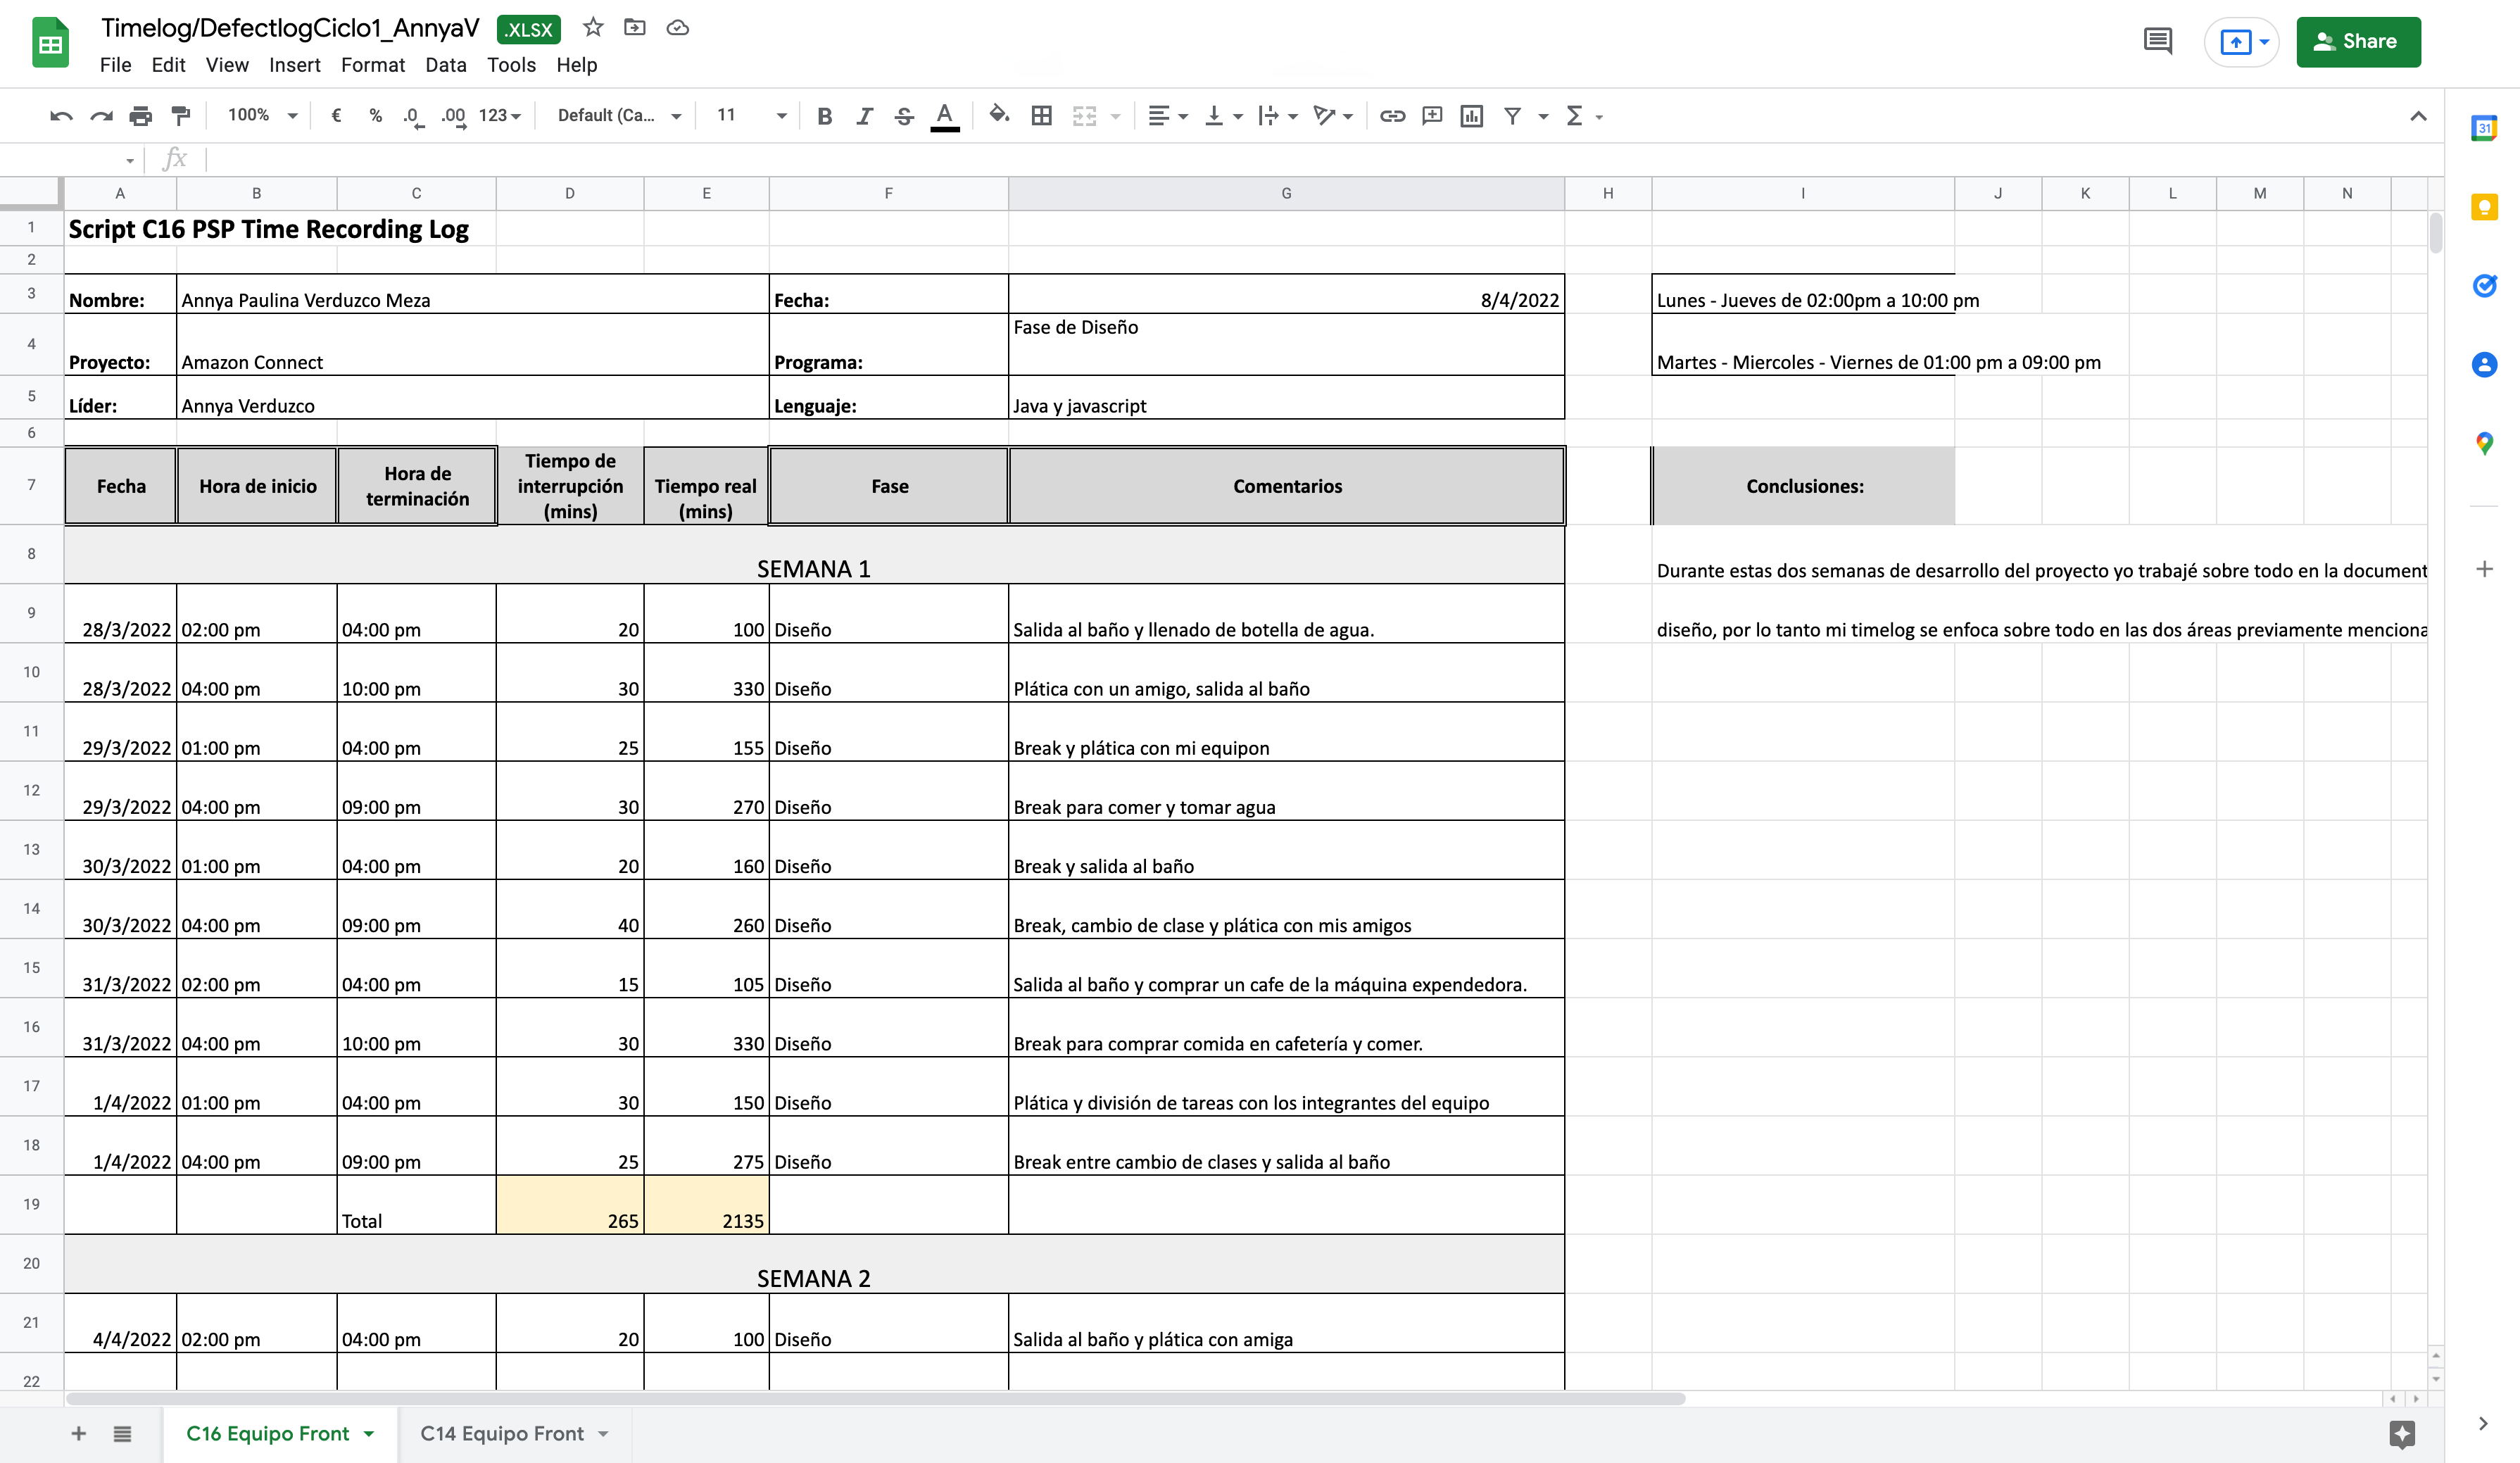 Timelog/DefectlogCiclo1_AnnyaV .XLSX
File Edit View Insert Format Data Tools Help
Share
100% € % .0 .00 123 Default (Ca... 11 B I S A Σ
fx
31
A B C D E F G H I J K L M N
1 Script C16 PSP Time Recording Log
2
3 Nombre: Annya Paulina Verduzco Meza Fecha: 8/4/2022 Lunes - Jueves de 02:00pm a 10:00 pm
4 Proyecto: Amazon Connect Programa: Fase de Diseño Martes - Miercoles - Viernes de 01:00 pm a 09:00 pm
5 Líder: Annya Verduzco Lenguaje: Java y javascript
6
7 Fecha Hora de inicio Hora de terminación Tiempo de interrupción (mins) Tiempo real (mins) Fase Comentarios Conclusiones:
8 SEMANA 1 Durante estas dos semanas de desarrollo del proyecto yo trabajé sobre todo en la document
9 28/3/2022 02:00 pm 04:00 pm 20 100 Diseño Salida al baño y llenado de botella de agua. diseño, por lo tanto mi timelog se enfoca sobre todo en las dos áreas previamente menciona
10 28/3/2022 04:00 pm 10:00 pm 30 330 Diseño Plática con un amigo, salida al baño
11 29/3/2022 01:00 pm 04:00 pm 25 155 Diseño Break y plática con mi equipon
12 29/3/2022 04:00 pm 09:00 pm 30 270 Diseño Break para comer y tomar agua
13 30/3/2022 01:00 pm 04:00 pm 20 160 Diseño Break y salida al baño
14 30/3/2022 04:00 pm 09:00 pm 40 260 Diseño Break, cambio de clase y plática con mis amigos
15 31/3/2022 02:00 pm 04:00 pm 15 105 Diseño Salida al baño y comprar un cafe de la máquina expendedora.
16 31/3/2022 04:00 pm 10:00 pm 30 330 Diseño Break para comprar comida en cafetería y comer.
17 1/4/2022 01:00 pm 04:00 pm 30 150 Diseño Plática y división de tareas con los integrantes del equipo
18 1/4/2022 04:00 pm 09:00 pm 25 275 Diseño Break entre cambio de clases y salida al baño
19 Total 265 2135
20 SEMANA 2
21 4/4/2022 02:00 pm 04:00 pm 20 100 Diseño Salida al baño y plática con amiga
22
C16 Equipo Front C14 Equipo Front